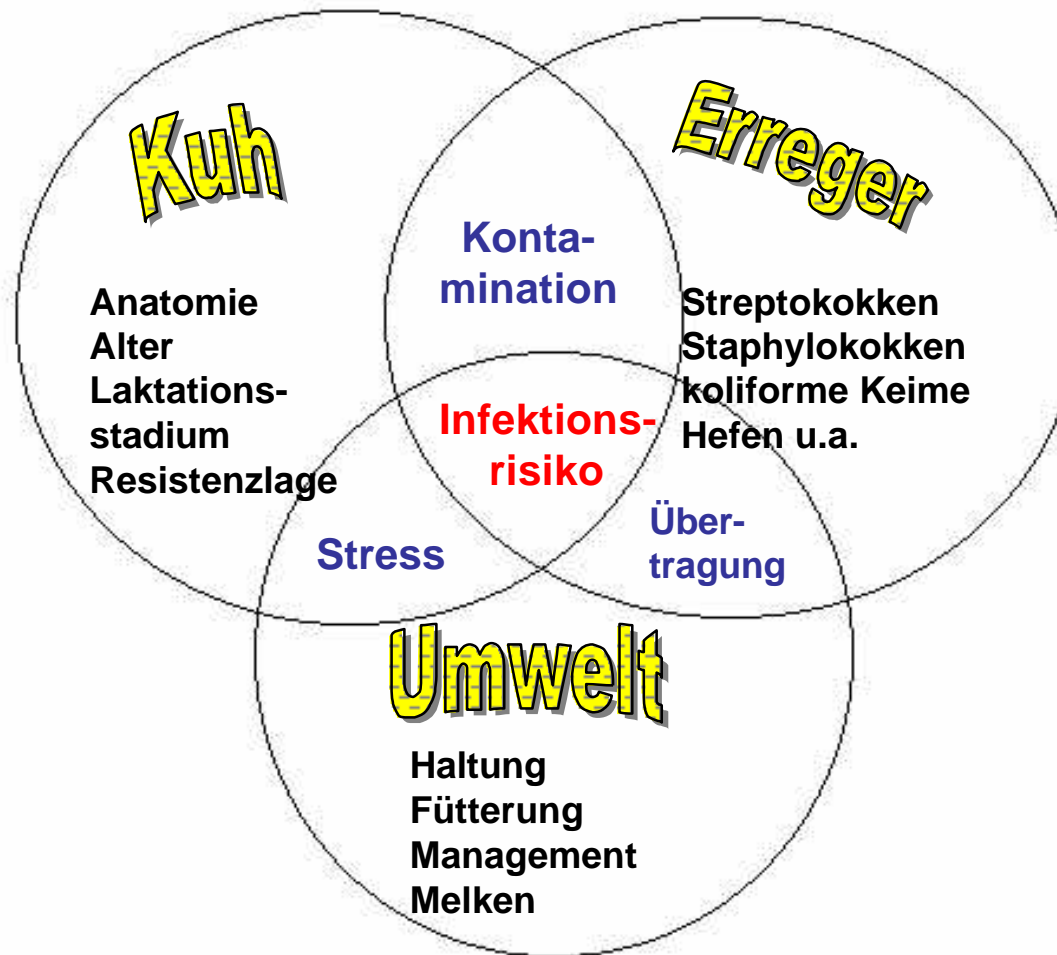 Kuh
Erreger
Konta-
mination
Anatomie
Alter
Laktations-
stadium
Resistenzlage
Streptokokken
Staphylokokken
koliforme Keime
Hefen u.a.
Infektions-
risiko
Stress
Über-
tragung
Umwelt
Haltung
Fütterung
Management
Melken